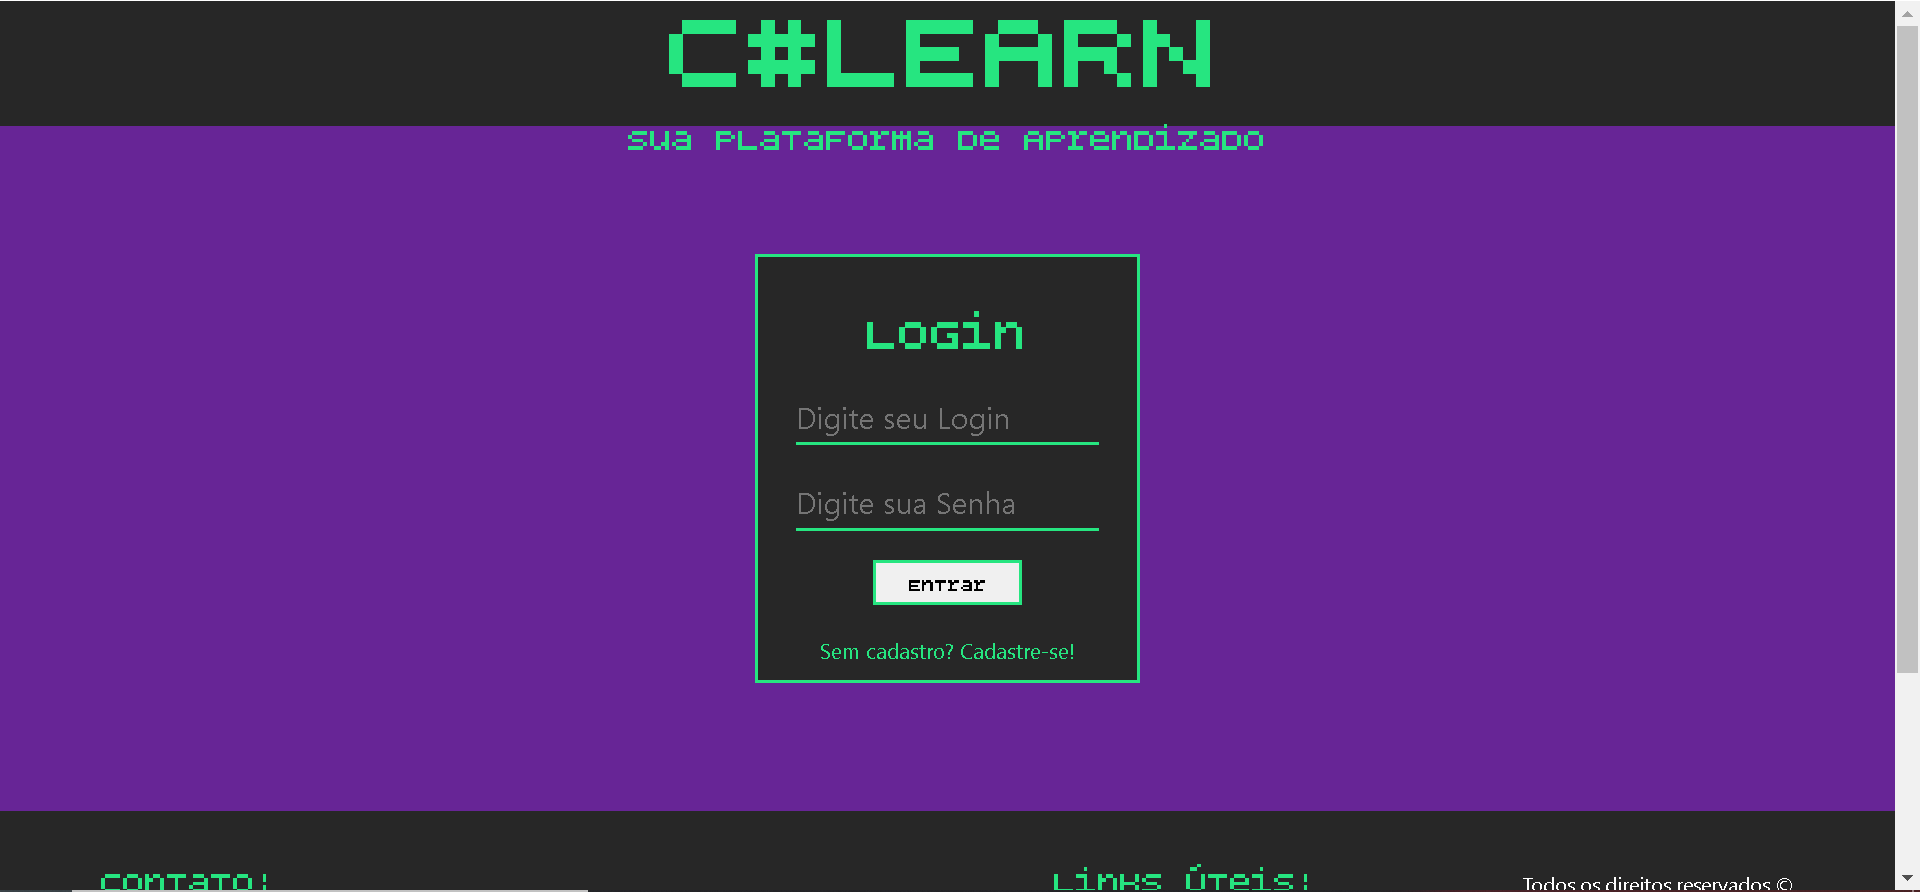 C#LEARN
sua plataforma de aprendizado
Login
Digite seu Login
Digite sua Senha
entrar
Sem cadastro? Cadastre-se!
contato:
Links Úteis:
Todos os direitos reservados ©